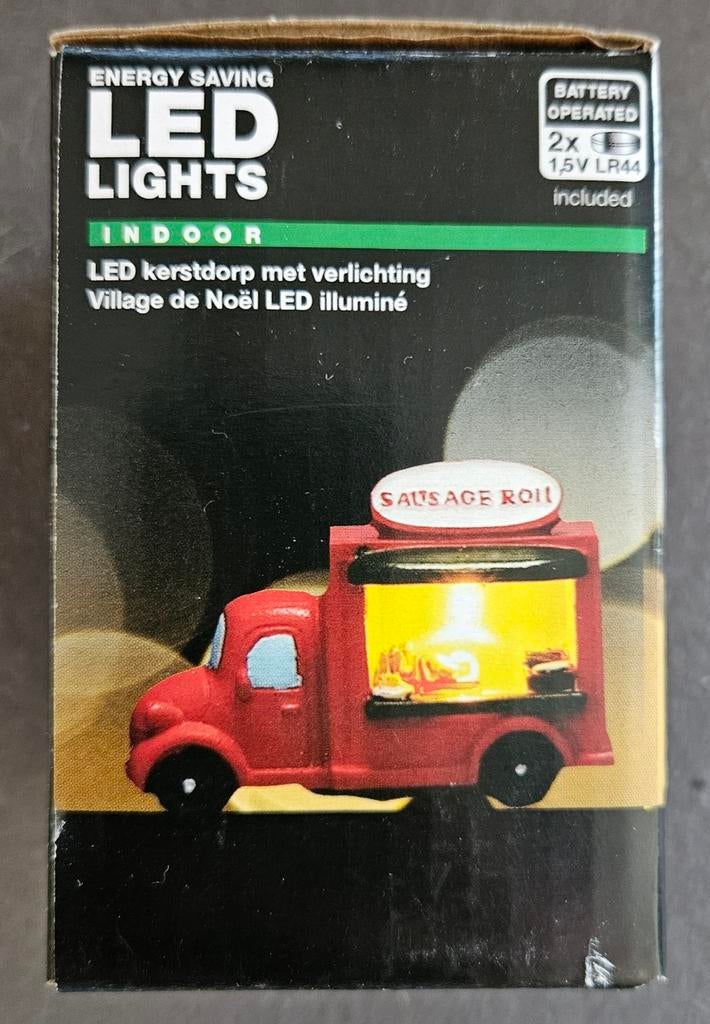 ENERGY SAVING
LED
LIGHTS
BATTERY
OPERATED
2x
1,5V LR44
included
INDOOR
LED kerstdorp met verlichting
Village de Noël LED illuminé
SAUSAGE ROLL